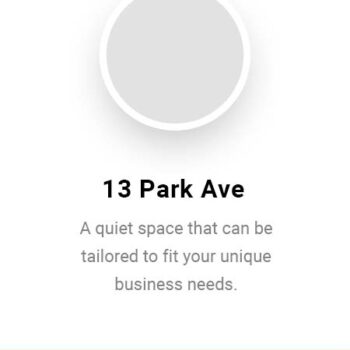 13 Park Ave
A quiet space that can be
tailored to fit your unique
business needs.